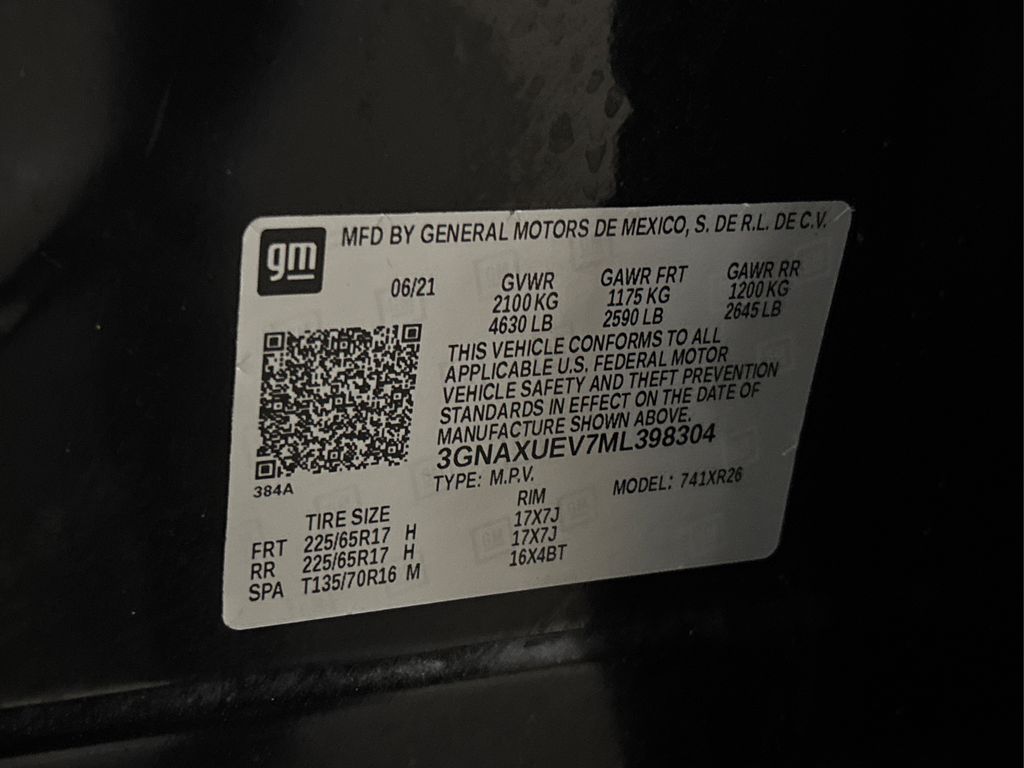 gm
MFD BY GENERAL MOTORS DE MEXICO, S. DE R.L. DE C.V.
06/21 GVWR GAWR FRT GAWR RR
2100 KG 1175 KG 1200 KG
4630 LB 2590 LB 2645 LB
THIS VEHICLE CONFORMS TO ALL
APPLICABLE U.S. FEDERAL MOTOR
VEHICLE SAFETY AND THEFT PREVENTION
STANDARDS IN EFFECT ON THE DATE OF
MANUFACTURE SHOWN ABOVE.
3GNAXUEV7ML398304
384A
TYPE: M.P.V. MODEL: 741XR26
TIRE SIZE RIM
FRT 225/65R17 H 17X7J
RR 225/65R17 H 17X7J
SPA T135/70R16 M 16X4BT